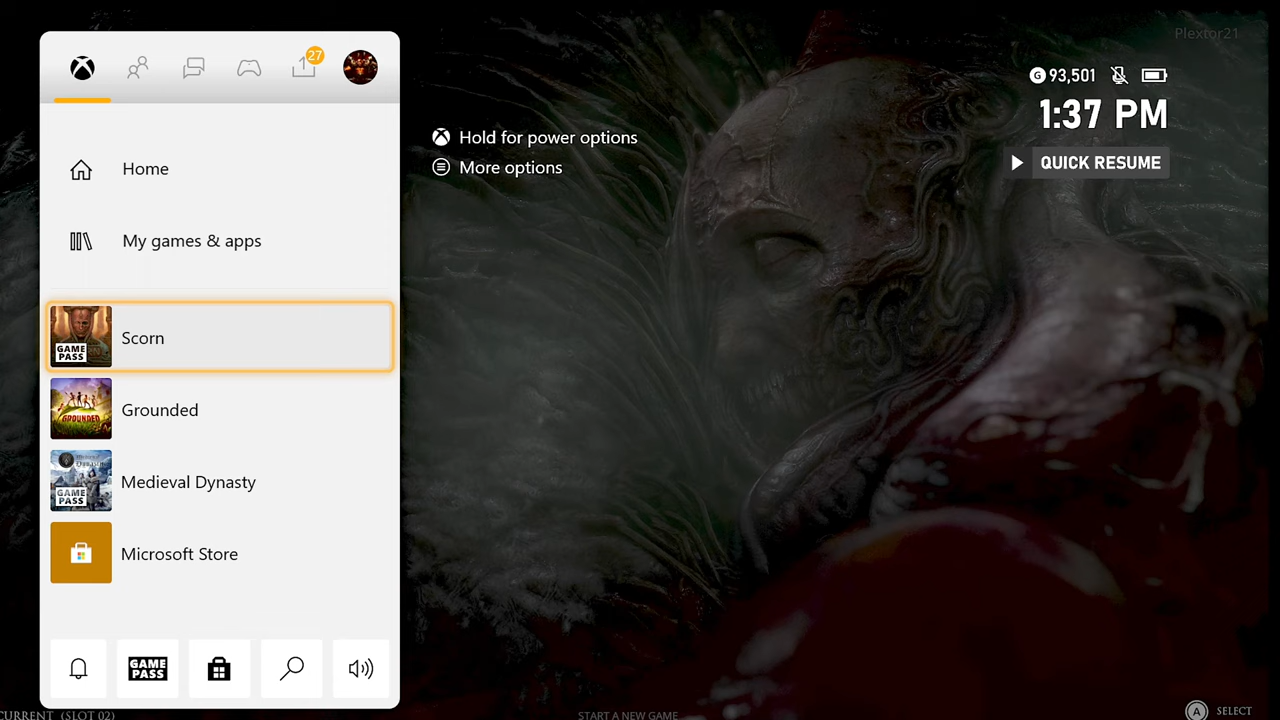 27
Plextor21
G 93,501
1:37 PM
QUICK RESUME
Hold for power options
More options
Home
My games & apps
GAME
PASS
Scorn
GROUNDED
Grounded
GAME
PASS
Medieval Dynasty
Microsoft Store
GAME
PASS
CURRENT (SLOT 02)
START A NEW GAME
A SELECT